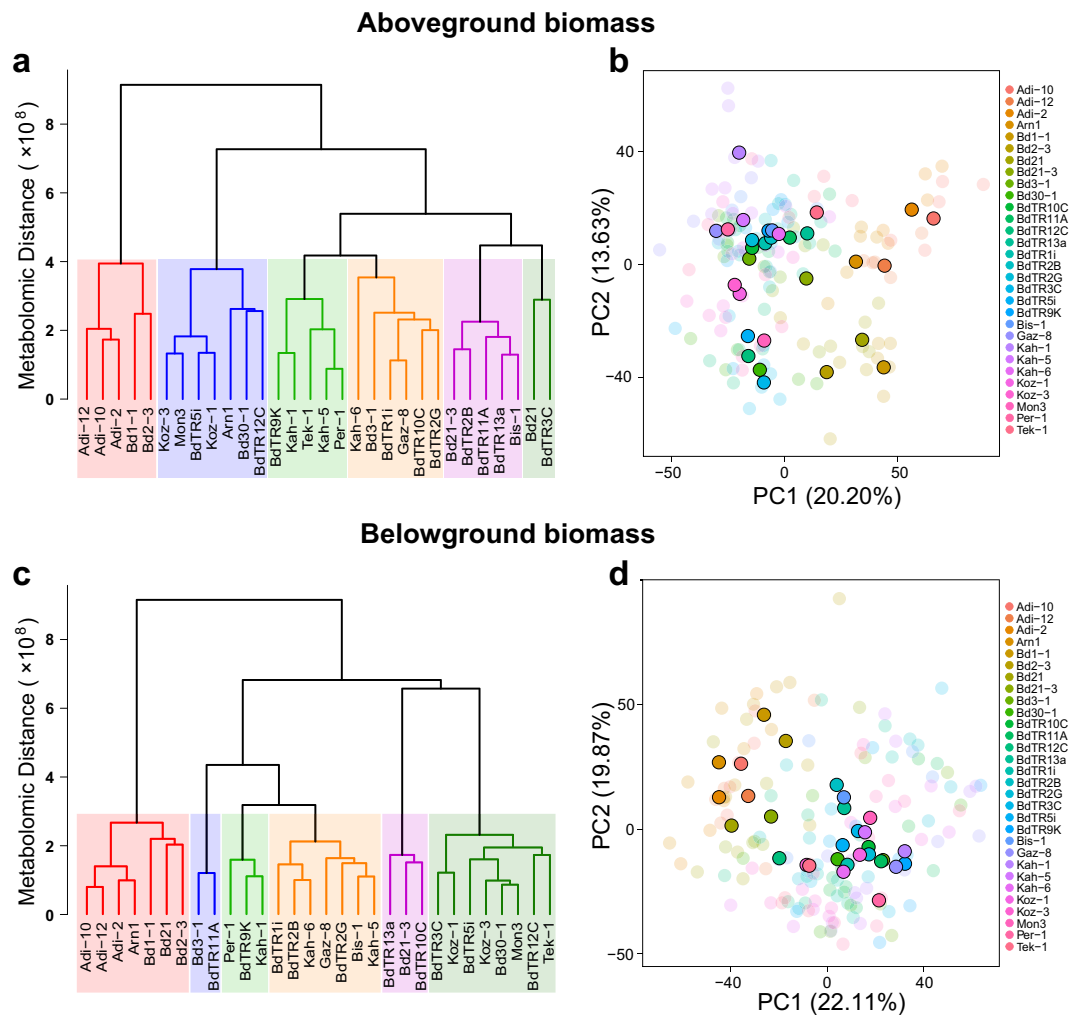 Aboveground biomass
a
Metabolomic Distance ( ×10⁸)
8
6
4
2
0
Adi−12
Adi−10
Adi−2
Bd1−1
Bd2−3
Koz−3
Mon3
BdTR5i
Koz−1
Arn1
Bd30−1
BdTR12C
BdTR9K
Kah−1
Tek−1
Kah−5
Per−1
Kah−6
Bd3−1
BdTR1i
Gaz−8
BdTR10C
BdTR2G
Bd21−3
BdTR2B
BdTR11A
BdTR13a
Bis−1
Bd21
BdTR3C
b
PC2 (13.63%)
40
0
−40
−50
0
50
PC1 (20.20%)
Adi−10
Adi−12
Adi−2
Arn1
Bd1−1
Bd2−3
Bd21
Bd21−3
Bd3−1
Bd30−1
BdTR10C
BdTR11A
BdTR12C
BdTR13a
BdTR1i
BdTR2B
BdTR2G
BdTR3C
BdTR5i
BdTR9K
Bis−1
Gaz−8
Kah−1
Kah−5
Kah−6
Koz−1
Koz−3
Mon3
Per−1
Tek−1
Belowground biomass
c
Metabolomic Distance ( ×10⁸)
8
6
4
2
0
Adi−10
Adi−12
Adi−2
Arn1
Bd1−1
Bd21
Bd2−3
Bd3−1
BdTR11A
Per−1
BdTR9K
Kah−1
BdTR1i
BdTR2B
Kah−6
Gaz−8
BdTR2G
Bis−1
Kah−5
BdTR13a
Bd21−3
BdTR10C
BdTR3C
Koz−1
BdTR5i
Koz−3
Bd30−1
Mon3
BdTR12C
Tek−1
d
PC2 (19.87%)
50
0
−50
−40
0
40
PC1 (22.11%)
Adi−10
Adi−12
Adi−2
Arn1
Bd1−1
Bd2−3
Bd21
Bd21−3
Bd3−1
Bd30−1
BdTR10C
BdTR11A
BdTR12C
BdTR13a
BdTR1i
BdTR2B
BdTR2G
BdTR3C
BdTR5i
BdTR9K
Bis−1
Gaz−8
Kah−1
Kah−5
Kah−6
Koz−1
Koz−3
Mon3
Per−1
Tek−1